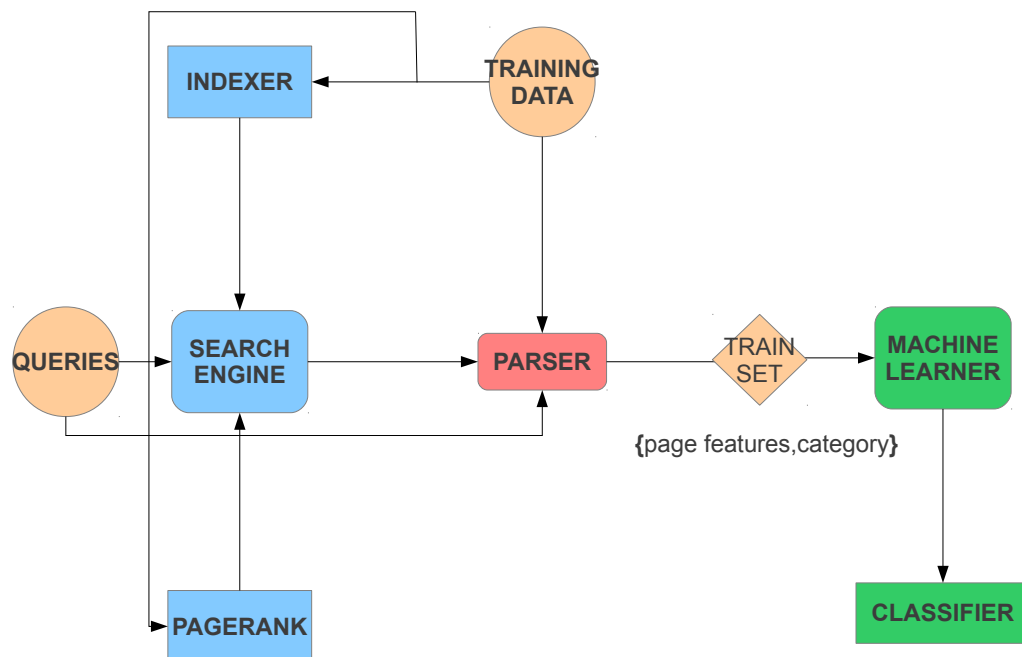 INDEXER
TRAINING
DATA
QUERIES
SEARCH
ENGINE
PARSER
TRAIN
SET
MACHINE
LEARNER
{page features,category}
PAGERANK
CLASSIFIER